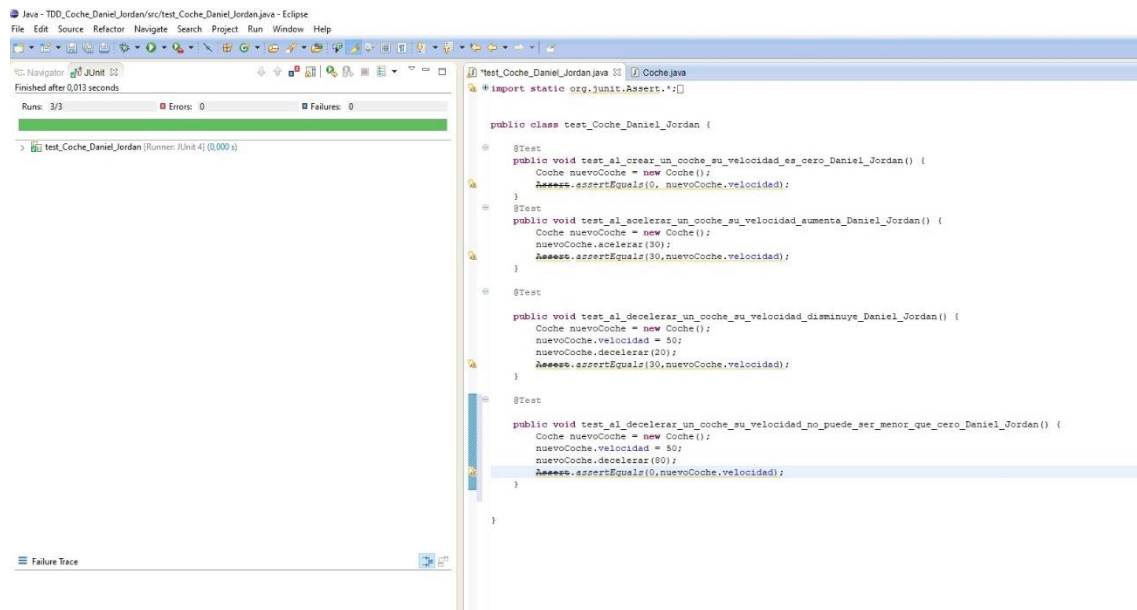 Java - TDD_Coche_Daniel_Jordan/src/test_Coche_Daniel_Jordan.java - Eclipse
File Edit Source Refactor Navigate Search Project Run Window Help
Navigator JUnit
Finished after 0,013 seconds
Runs: 3/3 Errors: 0 Failures: 0
test_Coche_Daniel_Jordan [Runner: JUnit 4] (0,000 s)
Failure Trace
*test_Coche_Daniel_Jordan.java Coche.java
import static org.junit.Assert.*;
public class test_Coche_Daniel_Jordan {
@Test
public void test_al_crear_un_coche_su_velocidad_es_cero_Daniel_Jordan() {
Coche nuevoCoche = new Coche();
Assert.assertEquals(0, nuevoCoche.velocidad);
}
@Test
public void test_al_acelerar_un_coche_su_velocidad_aumenta_Daniel_Jordan() {
Coche nuevoCoche = new Coche();
nuevoCoche.acelerar(30);
Assert.assertEquals(30,nuevoCoche.velocidad);
}
@Test
public void test_al_decelerar_un_coche_su_velocidad_disminuye_Daniel_Jordan() {
Coche nuevoCoche = new Coche();
nuevoCoche.velocidad = 50;
nuevoCoche.decelerar(20);
Assert.assertEquals(30,nuevoCoche.velocidad);
}
@Test
public void test_al_decelerar_un_coche_su_velocidad_no_puede_ser_menor_que_cero_Daniel_Jordan() {
Coche nuevoCoche = new Coche();
nuevoCoche.velocidad = 50;
nuevoCoche.decelerar(80);
Assert.assertEquals(0,nuevoCoche.velocidad);
}
}